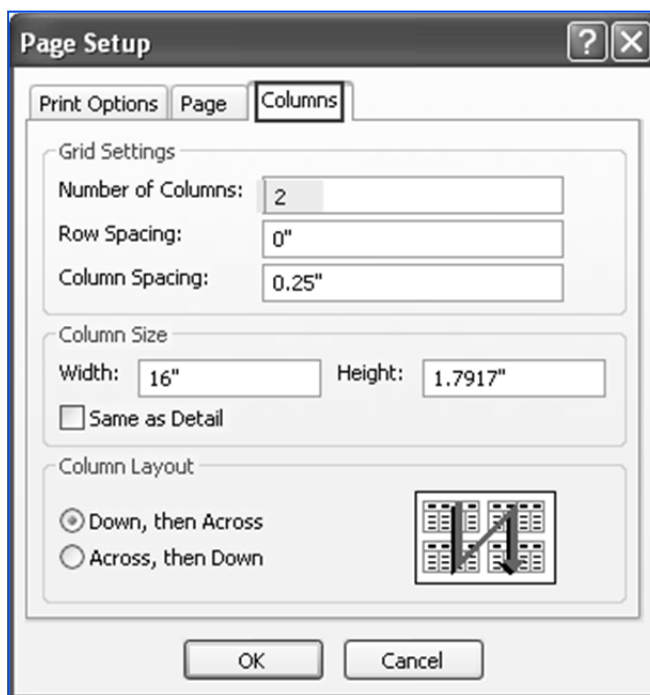 Page Setup
Print Options Page Columns
Grid Settings
Number of Columns: 2
Row Spacing: 0"
Column Spacing: 0.25"
Column Size
Width: 16" Height: 1.7917"
Same as Detail
Column Layout
Down, then Across
Across, then Down
OK Cancel